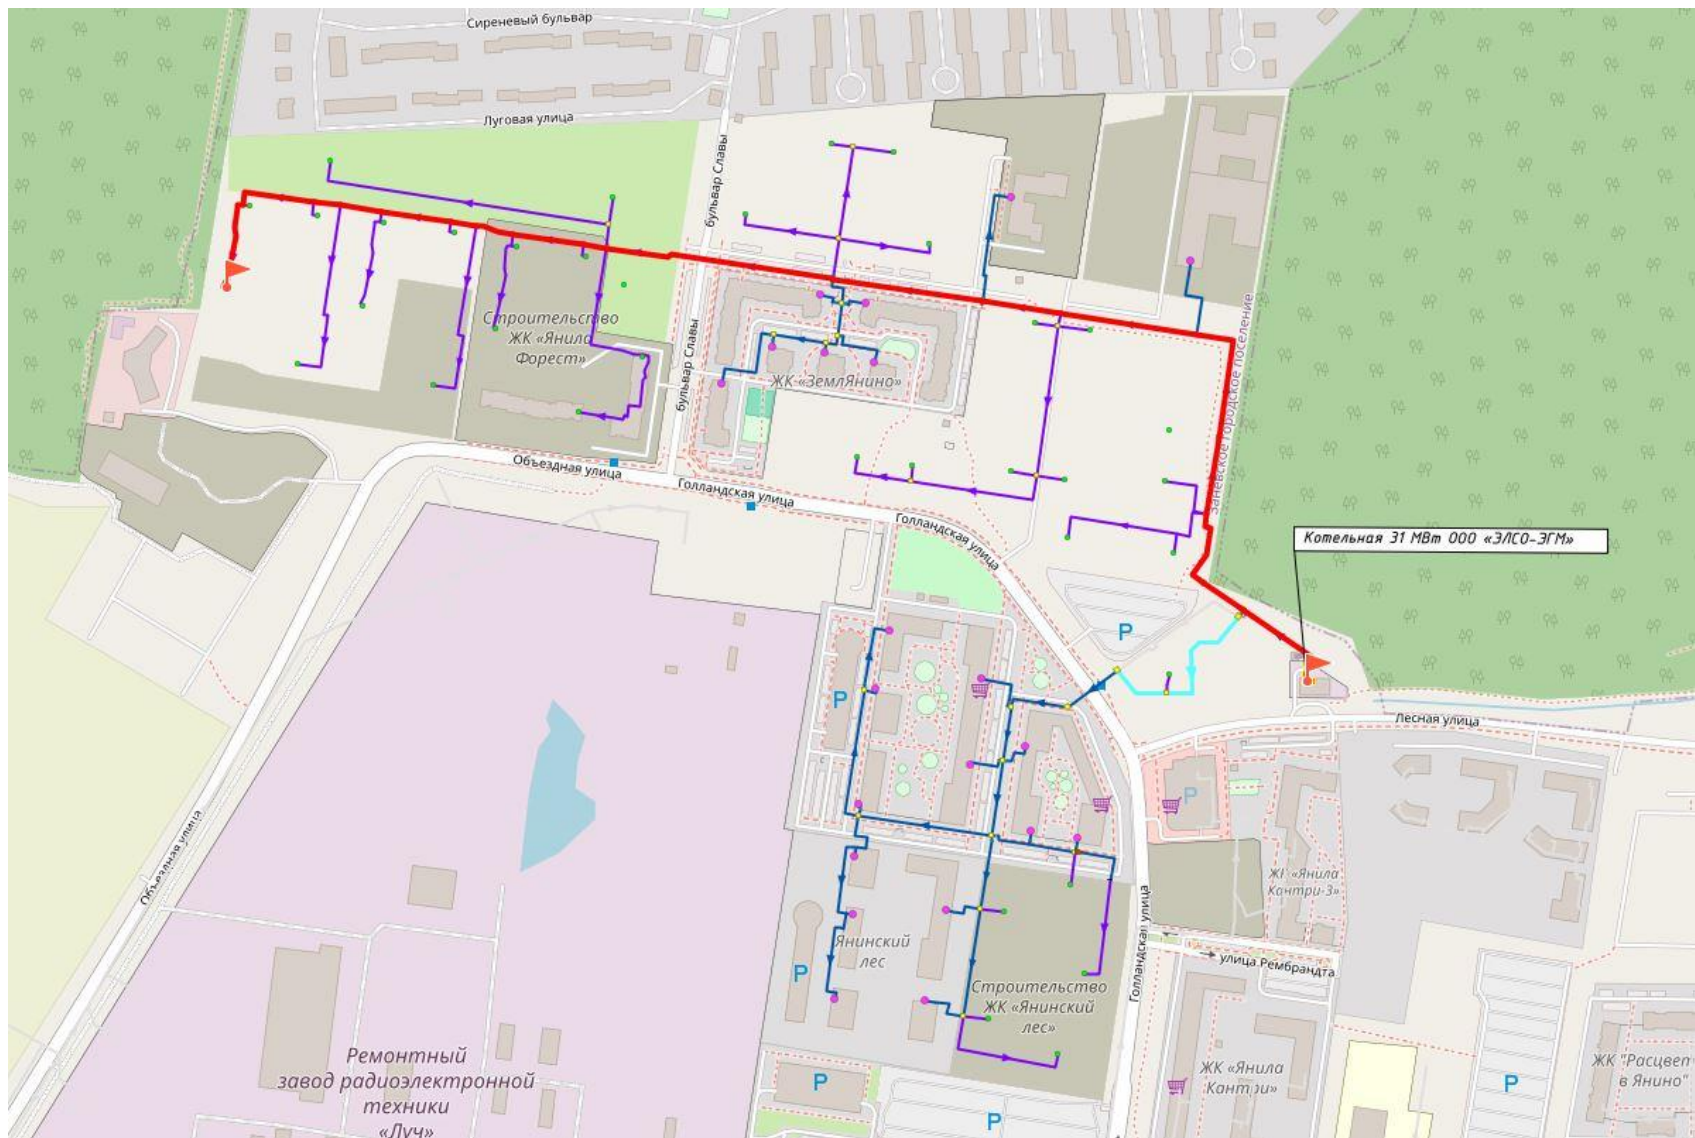 Сиреневый бульвар
Луговая улица
бульвар Славы
Строительство
ЖК «Янила
Форест»
бульвар Славы
ЖК «ЗемлЯнино»
Заневское городское поселение
Объездная улица
Голландская улица
Голландская улица
Котельная 31 МВт ООО «ЭЛСО-ЭГМ»
P
P
Лесная улица
P
Объездная улица
ЖК «Янила
Кантри-3»
Голландская улица
Янинский
лес
P
улица Рембрандта
Строительство
ЖК «Янинский
лес»
Ремонтный
завод радиоэлектронной
техники
«Луч»
P
P
ЖК «Янила
Кантри»
P
ЖК "Расцвет
в Янино"